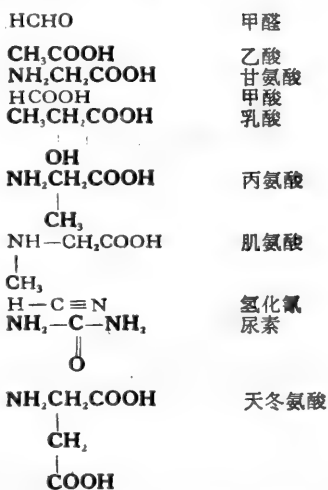 HCHO 甲醛
CH₃COOH 乙酸
NH₂CH₂COOH 甘氨酸
HCOOH 甲酸
CH₃CH₂COOH 乳酸
OH
NH₂CH₂COOH 丙氨酸
CH₃
NH—CH₂COOH 肌氨酸
CH₃
H—C≡N 氢化氰
NH₂—C—NH₂ 尿素
O
NH₂CH₂COOH 天冬氨酸
CH₂
COOH